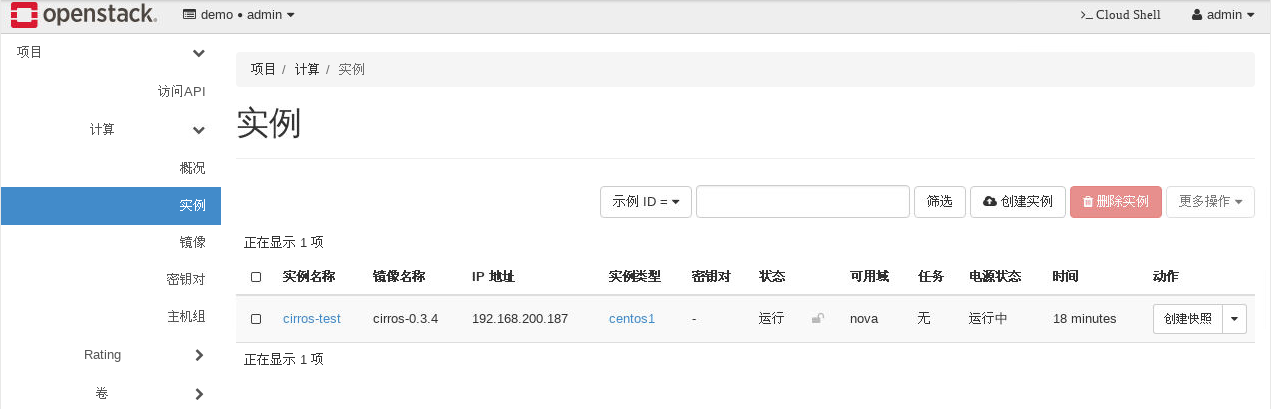 openstack. demo • admin >_ Cloud Shell admin
项目
访问API
计算
概况
实例
镜像
密钥对
主机组
Rating
卷
项目 / 计算 / 实例
实例
示例 ID = 筛选 创建实例 删除实例 更多操作
正在显示 1 项
实例名称 镜像名称 IP 地址 实例类型 密钥对 状态 可用域 任务 电源状态 时间 动作
cirros-test cirros-0.3.4 192.168.200.187 centos1 - 运行 nova 无 运行中 18 minutes 创建快照
正在显示 1 项